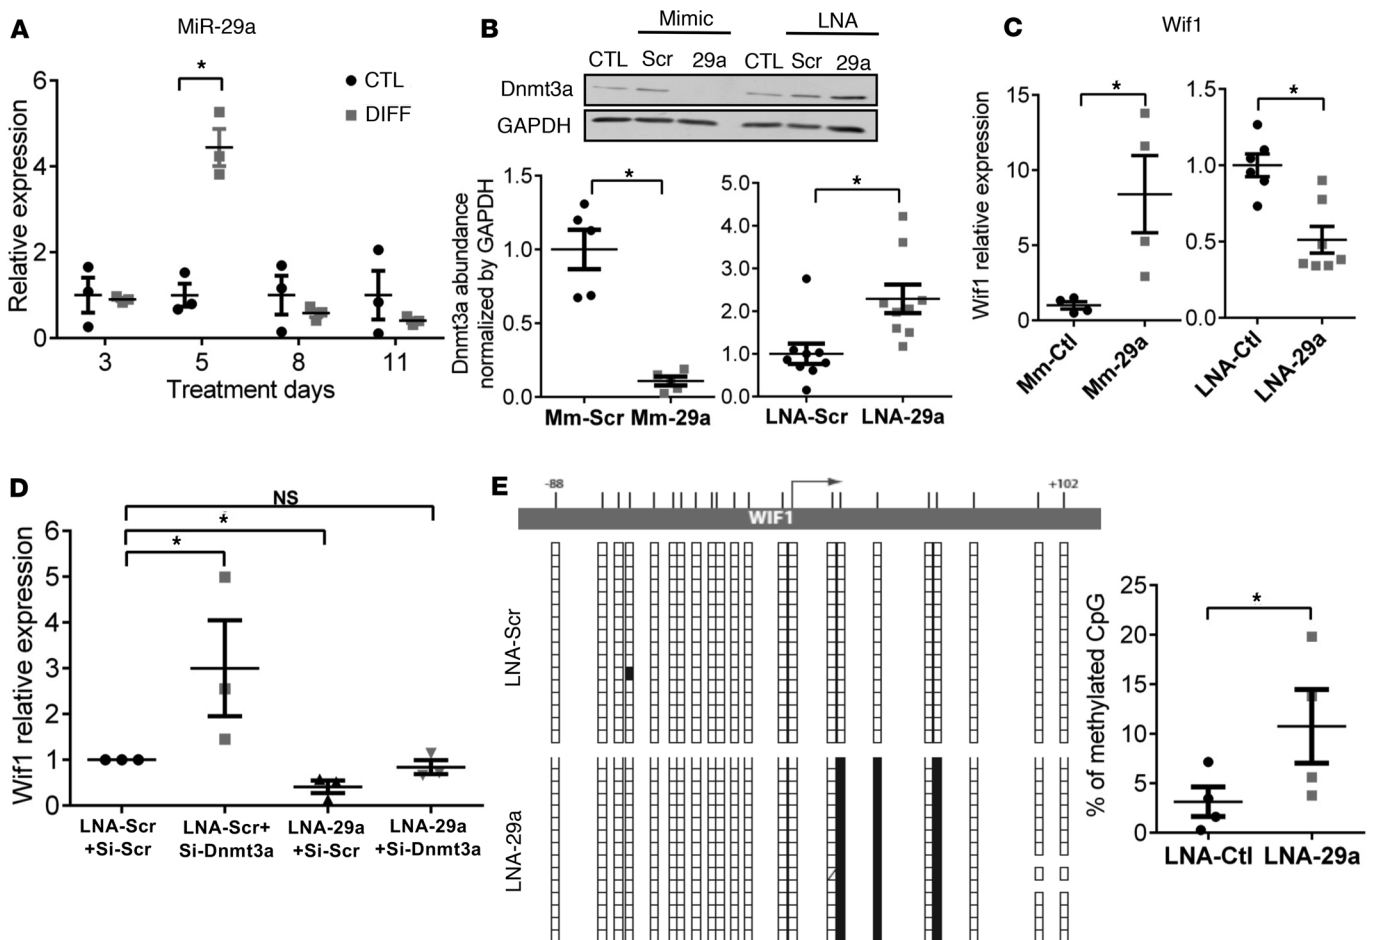 A
MiR-29a
Relative expression
6
4
2
0
*
CTL
DIFF
3 5 8 11
Treatment days
B
Mimic LNA
CTL Scr 29a CTL Scr 29a
Dnmt3a
GAPDH
Dnmt3a abundance
normalized by GAPDH
1.5
1.0
0.5
0.0
*
Mm-Scr Mm-29a
5.0
4.0
3.0
2.0
1.0
0.0
*
LNA-Scr LNA-29a
C
Wif1
Wif1 relative expression
15
10
5
0
*
Mm-Ctl
Mm-29a
1.5
1.0
0.5
0.0
*
LNA-Ctl
LNA-29a
D
Wif1 relative expression
6
5
4
3
2
1
0
NS
*
*
LNA-Scr
+Si-Scr
LNA-Scr+
Si-Dnmt3a
LNA-29a
+Si-Scr
LNA-29a
+Si-Dnmt3a
E
-88 +102
WIF1
LNA-Scr
LNA-29a
% of methylated CpG
25
20
15
10
5
0
*
LNA-Ctl LNA-29a